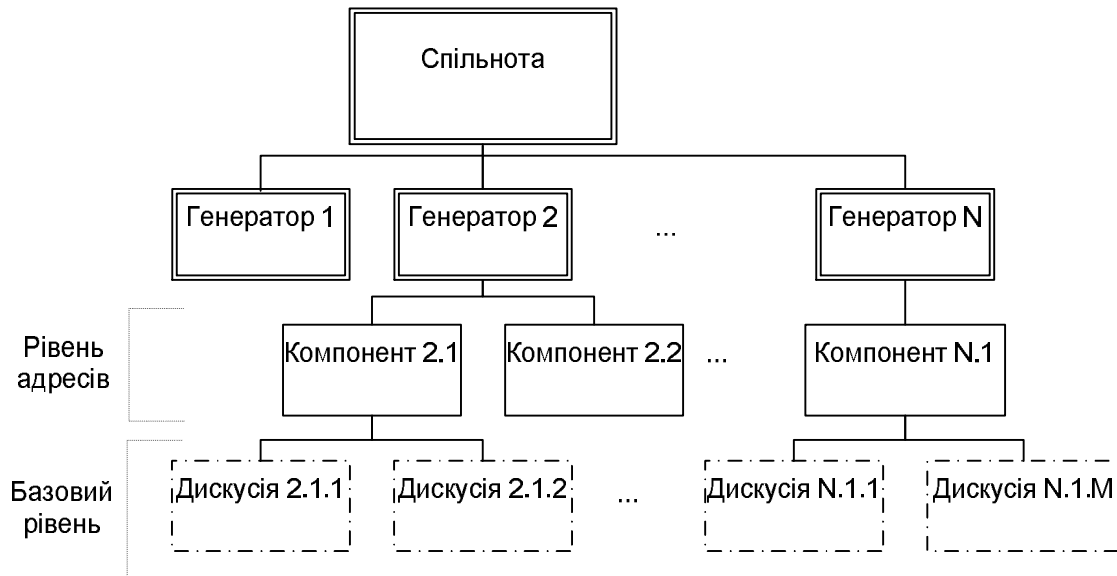 Спільнота
Генератор 1
Генератор 2
...
Генератор N
Рівень
адресів
Компонент 2.1
Компонент 2.2
...
Компонент N.1
Базовий
рівень
Дискусія 2.1.1
Дискусія 2.1.2
...
Дискусія N.1.1
Дискусія N.1.M